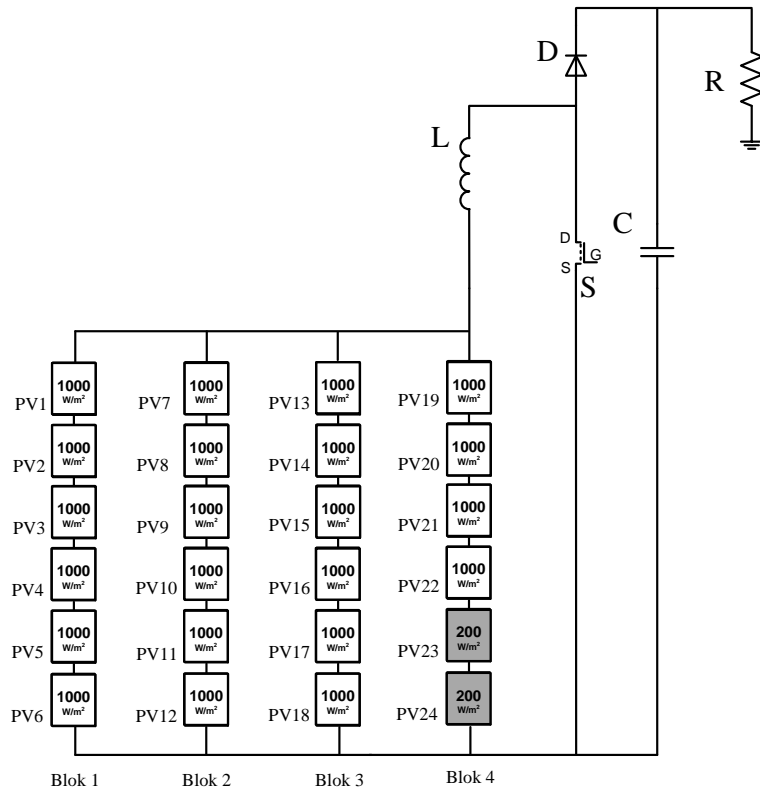 D
R
L
D
G
S
S
C
PV1 1000 W/m² PV7 1000 W/m² PV13 1000 W/m² PV19 1000 W/m²
PV2 1000 W/m² PV8 1000 W/m² PV14 1000 W/m² PV20 1000 W/m²
PV3 1000 W/m² PV9 1000 W/m² PV15 1000 W/m² PV21 1000 W/m²
PV4 1000 W/m² PV10 1000 W/m² PV16 1000 W/m² PV22 1000 W/m²
PV5 1000 W/m² PV11 1000 W/m² PV17 1000 W/m² PV23 200 W/m²
PV6 1000 W/m² PV12 1000 W/m² PV18 1000 W/m² PV24 200 W/m²
Blok 1 Blok 2 Blok 3 Blok 4